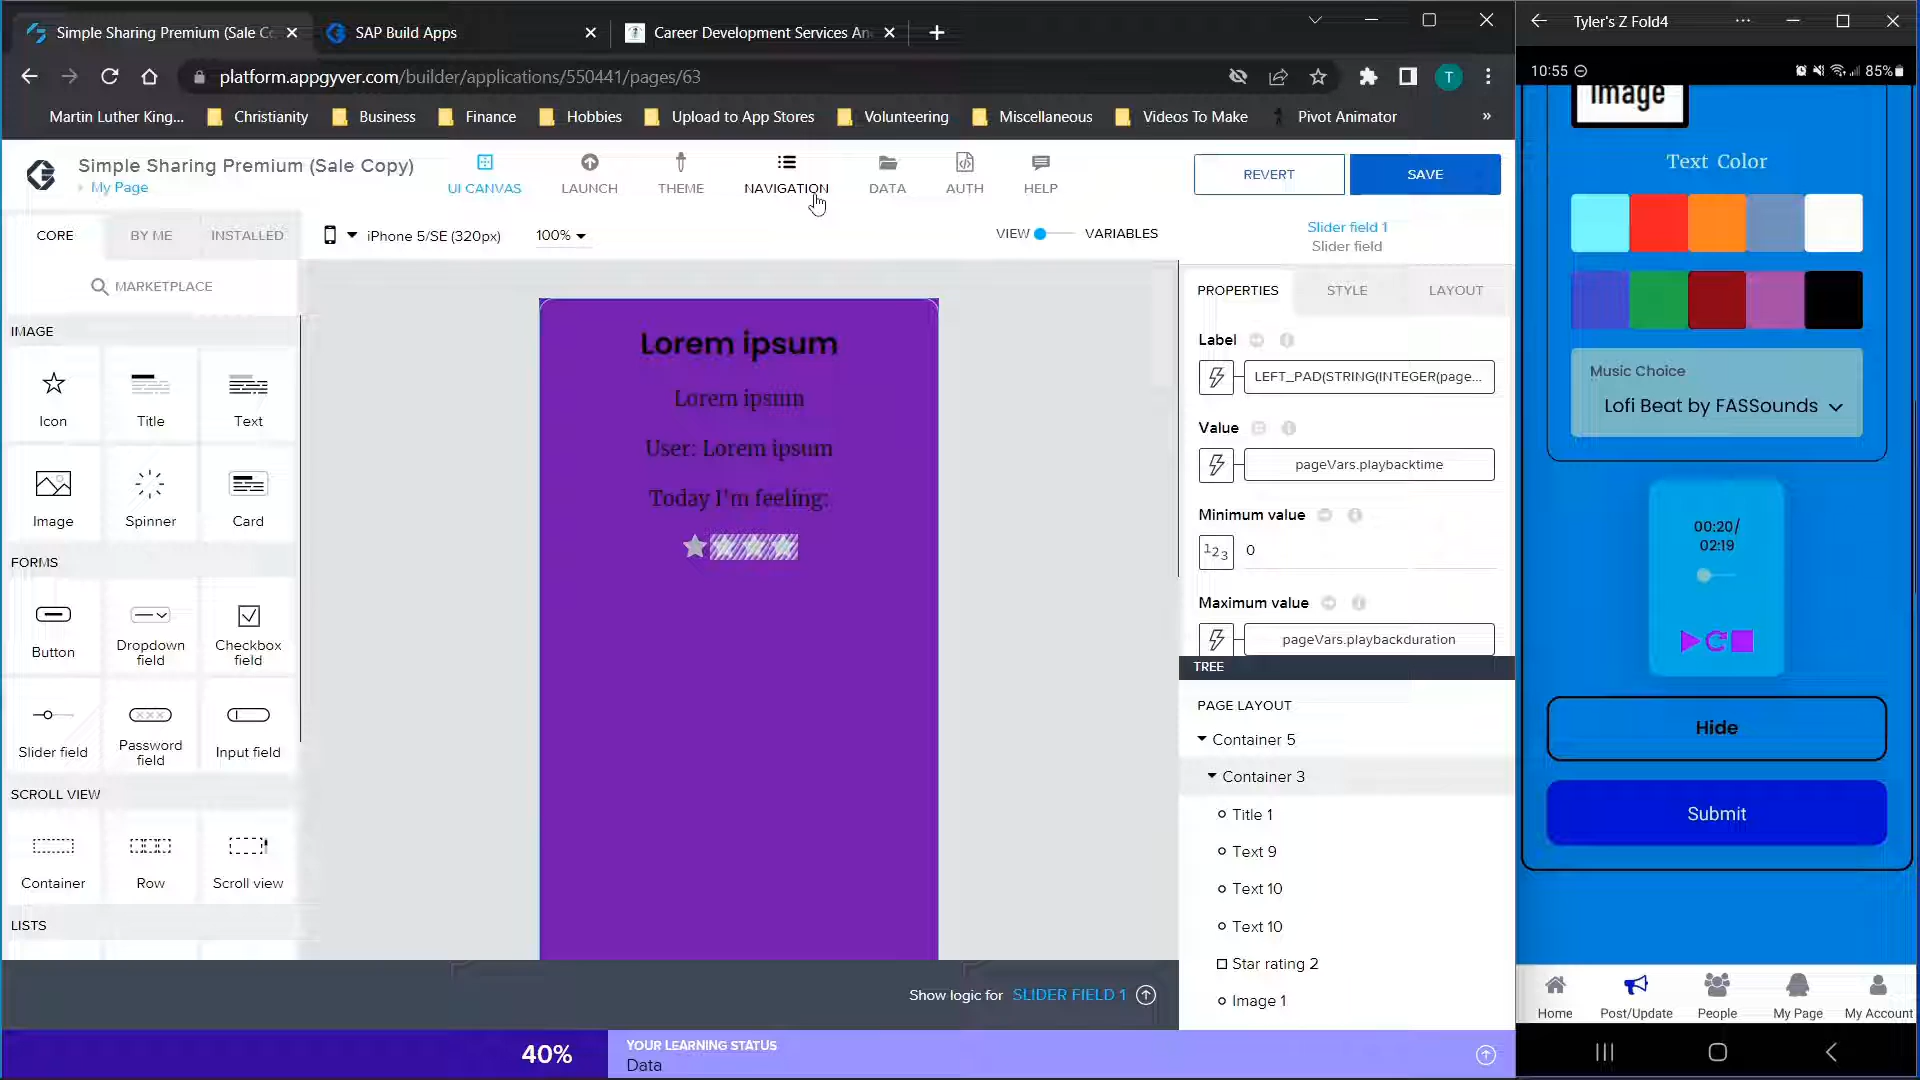 Simple Sharing Premium (Sale Co
SAP Build Apps
Career Development Services An
Tyler's Z Fold4
platform.appgyver.com/builder/applications/550441/pages/63
T
Martin Luther King...
Christianity
Business
Finance
Hobbies
Upload to App Stores
Volunteering
Miscellaneous
Videos To Make
Pivot Animator
»
Simple Sharing Premium (Sale Copy)
My Page
UI CANVAS
LAUNCH
THEME
NAVIGATION
DATA
AUTH
HELP
REVERT
SAVE
CORE
BY ME
INSTALLED
iPhone 5/SE (320px)
100%
VIEW
VARIABLES
Slider field 1
Slider field
MARKETPLACE
IMAGE
Icon
Title
Text
Image
Spinner
Card
FORMS
Button
Dropdown
field
Checkbox
field
Slider field
Password
field
Input field
SCROLL VIEW
Container
Row
Scroll view
LISTS
Lorem ipsum
Lorem ipsum
User: Lorem ipsum
Today I'm feeling:
PROPERTIES
STYLE
LAYOUT
Label
LEFT_PAD(STRING(INTEGER(page...
Value
pageVars.playbacktime
Minimum value
123
0
Maximum value
pageVars.playbackduration
TREE
PAGE LAYOUT
Container 5
Container 3
Title 1
Text 9
Text 10
Text 10
Star rating 2
Image 1
Show logic for SLIDER FIELD 1
40%
YOUR LEARNING STATUS
Data
10:55
85%
Image
Text Color
Music Choice
Lofi Beat by FASSounds
00:20/
02:19
Hide
Submit
Home
Post/Update
People
My Page
My Account